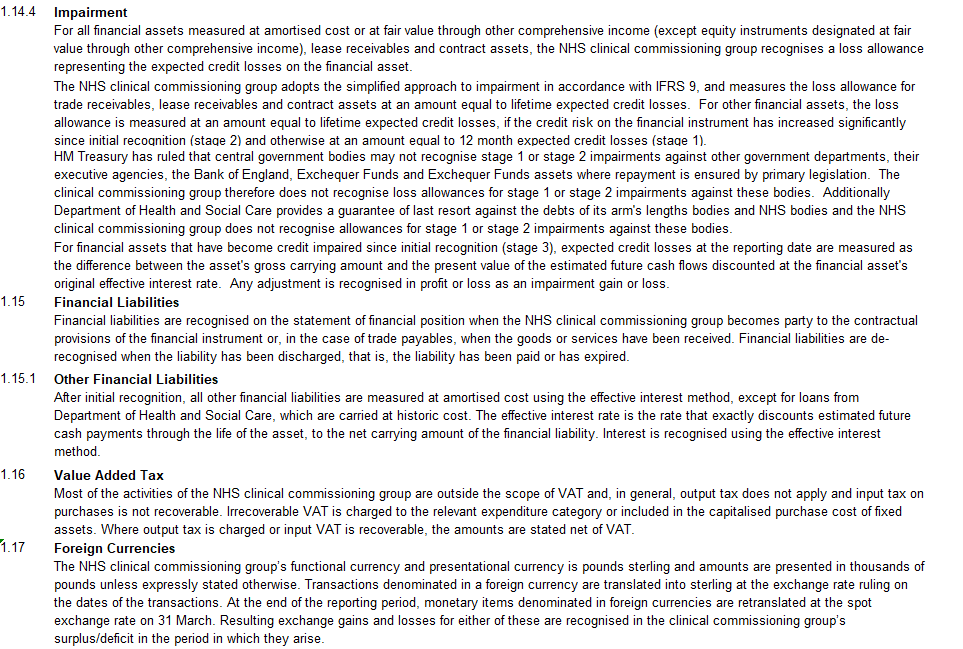 1.14.4 Impairment
For all financial assets measured at amortised cost or at fair value through other comprehensive income (except equity instruments designated at fair
value through other comprehensive income), lease receivables and contract assets, the NHS clinical commissioning group recognises a loss allowance
representing the expected credit losses on the financial asset.
The NHS clinical commissioning group adopts the simplified approach to impairment in accordance with IFRS 9, and measures the loss allowance for
trade receivables, lease receivables and contract assets at an amount equal to lifetime expected credit losses. For other financial assets, the loss
allowance is measured at an amount equal to lifetime expected credit losses, if the credit risk on the financial instrument has increased significantly
since initial recognition (stage 2) and otherwise at an amount equal to 12 month expected credit losses (stage 1).
HM Treasury has ruled that central government bodies may not recognise stage 1 or stage 2 impairments against other government departments, their
executive agencies, the Bank of England, Exchequer Funds and Exchequer Funds assets where repayment is ensured by primary legislation. The
clinical commissioning group therefore does not recognise loss allowances for stage 1 or stage 2 impairments against these bodies. Additionally
Department of Health and Social Care provides a guarantee of last resort against the debts of its arm's lengths bodies and NHS bodies and the NHS
clinical commissioning group does not recognise allowances for stage 1 or stage 2 impairments against these bodies.
For financial assets that have become credit impaired since initial recognition (stage 3), expected credit losses at the reporting date are measured as
the difference between the asset's gross carrying amount and the present value of the estimated future cash flows discounted at the financial asset's
original effective interest rate. Any adjustment is recognised in profit or loss as an impairment gain or loss.
1.15 Financial Liabilities
Financial liabilities are recognised on the statement of financial position when the NHS clinical commissioning group becomes party to the contractual
provisions of the financial instrument or, in the case of trade payables, when the goods or services have been received. Financial liabilities are de-
recognised when the liability has been discharged, that is, the liability has been paid or has expired.
1.15.1 Other Financial Liabilities
After initial recognition, all other financial liabilities are measured at amortised cost using the effective interest method, except for loans from
Department of Health and Social Care, which are carried at historic cost. The effective interest rate is the rate that exactly discounts estimated future
cash payments through the life of the asset, to the net carrying amount of the financial liability. Interest is recognised using the effective interest
method.
1.16 Value Added Tax
Most of the activities of the NHS clinical commissioning group are outside the scope of VAT and, in general, output tax does not apply and input tax on
purchases is not recoverable. Irrecoverable VAT is charged to the relevant expenditure category or included in the capitalised purchase cost of fixed
assets. Where output tax is charged or input VAT is recoverable, the amounts are stated net of VAT.
1.17 Foreign Currencies
The NHS clinical commissioning group's functional currency and presentational currency is pounds sterling and amounts are presented in thousands of
pounds unless expressly stated otherwise. Transactions denominated in a foreign currency are translated into sterling at the exchange rate ruling on
the dates of the transactions. At the end of the reporting period, monetary items denominated in foreign currencies are retranslated at the spot
exchange rate on 31 March. Resulting exchange gains and losses for either of these are recognised in the clinical commissioning group's
surplus/deficit in the period in which they arise.